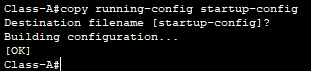 Class-A#copy running-config startup-config
Destination filename [startup-config]?
Building configuration...
[OK]
Class-A#